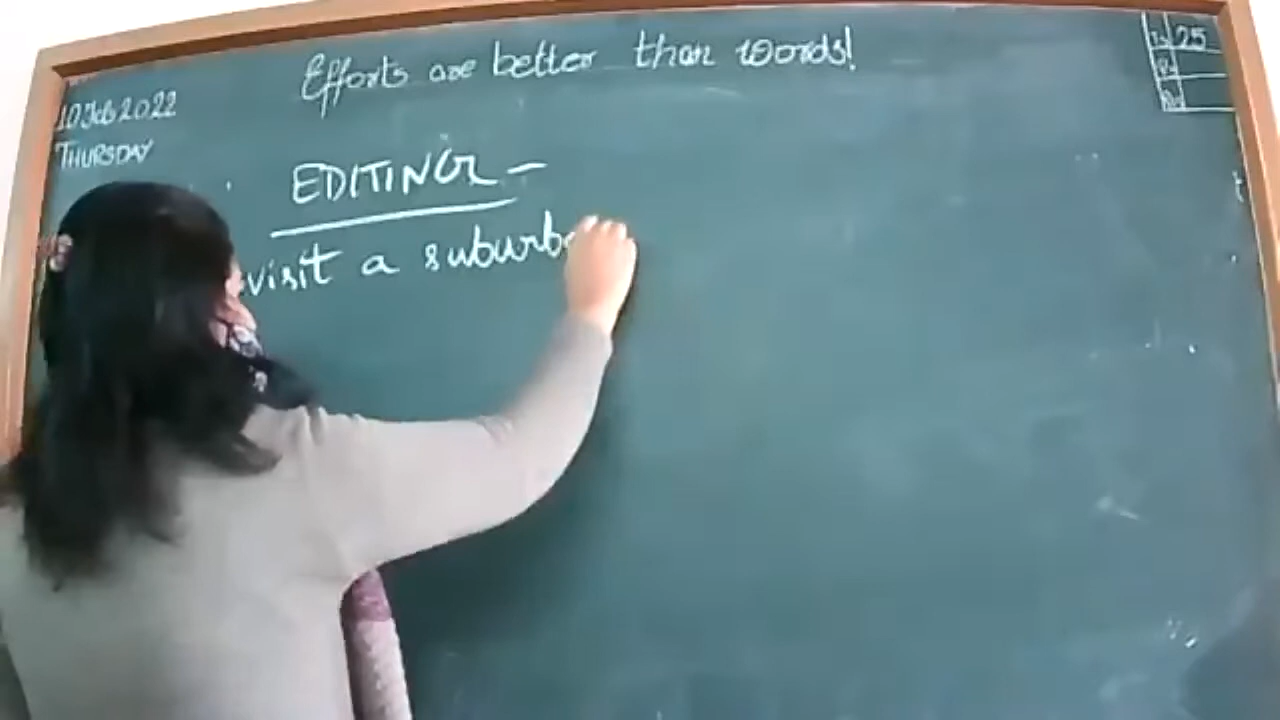 Efforts are better than words!
25
10 Feb 2022
THURSDAY
EDITING -
visit a suburb